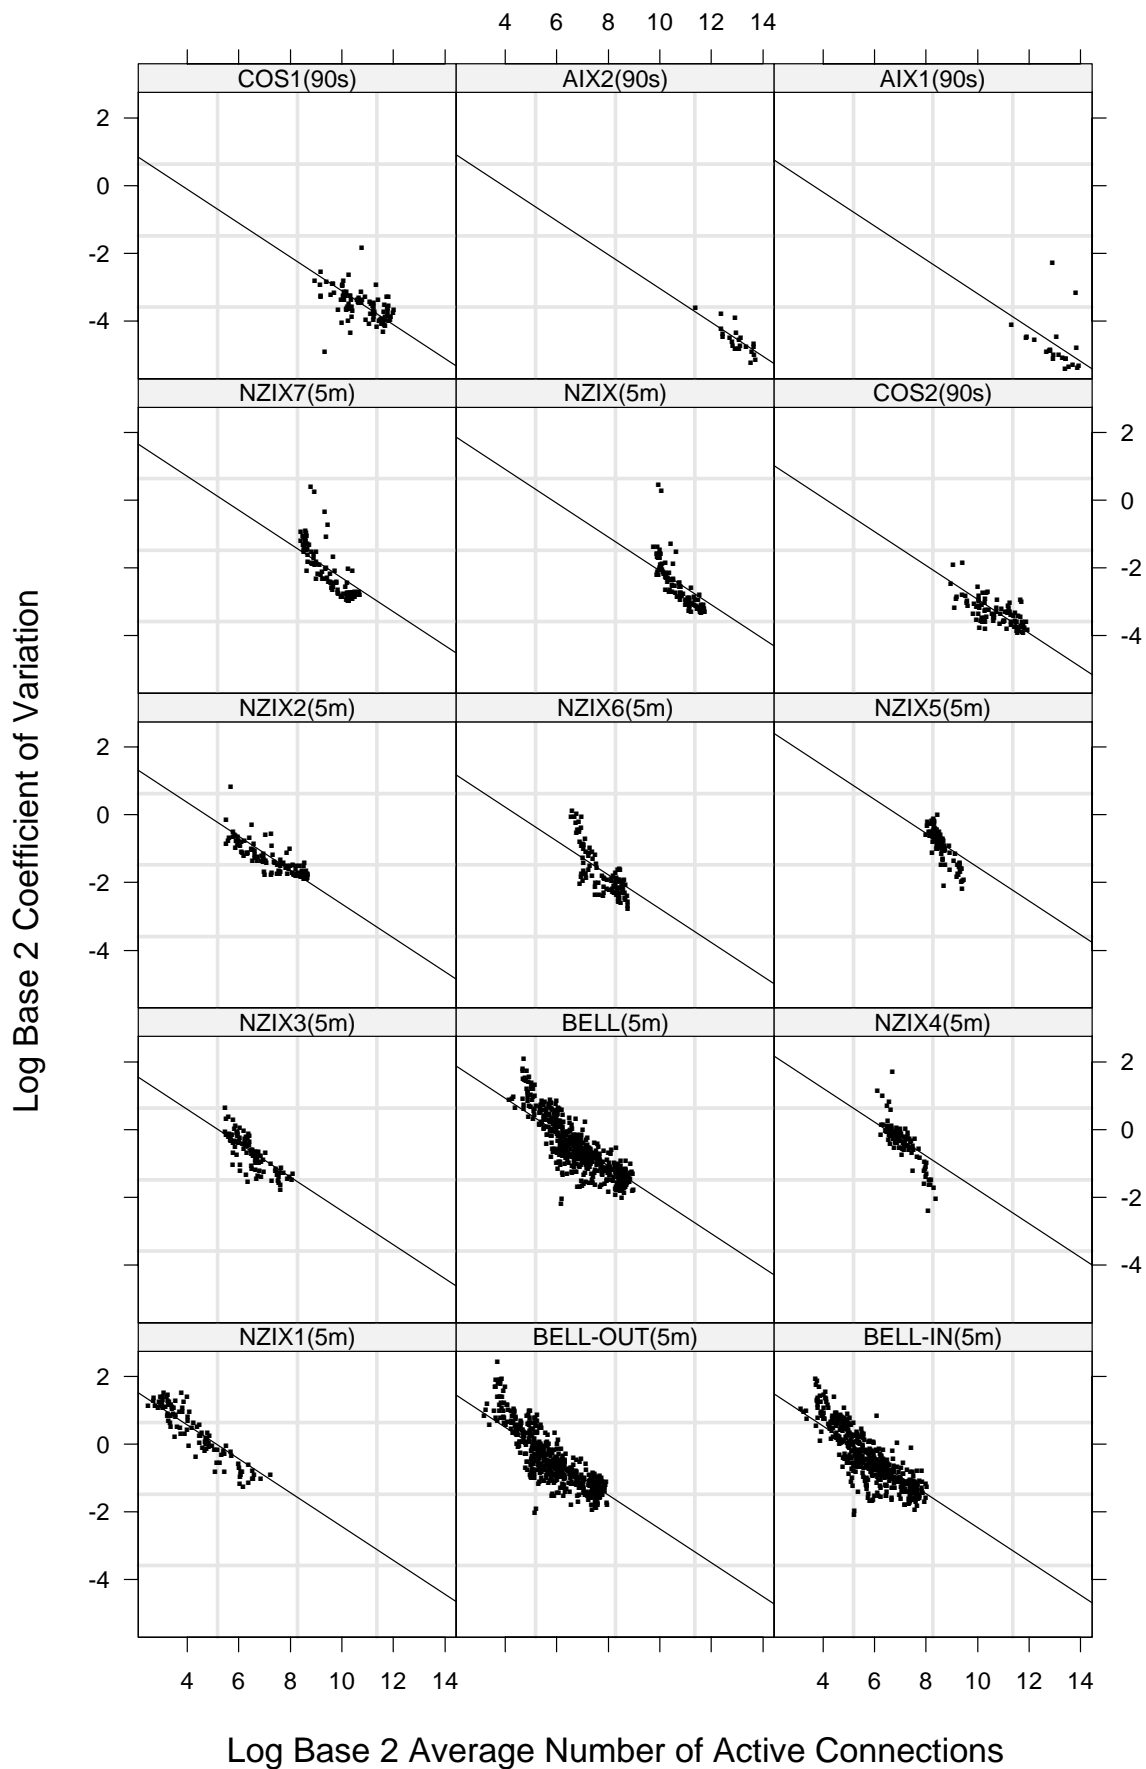 4 6 8 10 12 14
COS1(90s) AIX2(90s) AIX1(90s)
2
0
-2
-4
NZIX7(5m) NZIX(5m) COS2(90s)
2
0
-2
-4
NZIX2(5m) NZIX6(5m) NZIX5(5m)
2
0
-2
-4
NZIX3(5m) BELL(5m) NZIX4(5m)
2
0
-2
-4
NZIX1(5m) BELL-OUT(5m) BELL-IN(5m)
2
0
-2
-4
4 6 8 10 12 14 4 6 8 10 12 14
Log Base 2 Coefficient of Variation
Log Base 2 Average Number of Active Connections